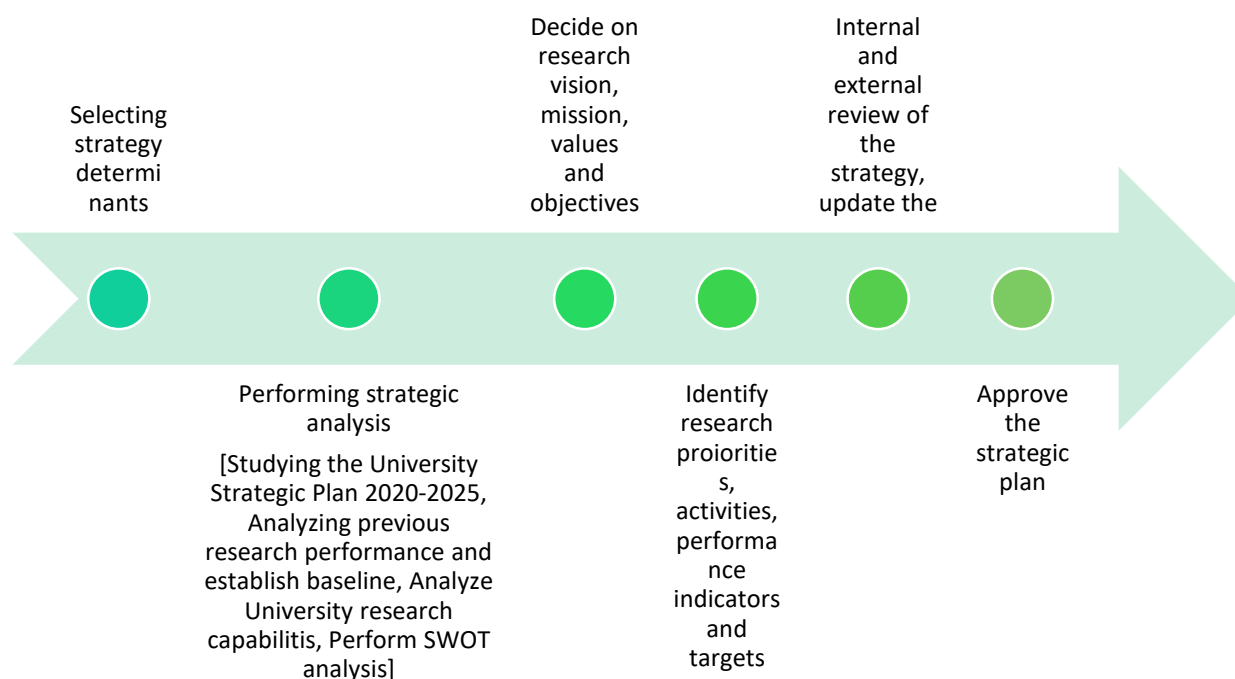 Selecting
strategy
determi
nants
Performing strategic
analysis
[Studying the University
Strategic Plan 2020-2025,
Analyzing previous
research performance and
establish baseline, Analyze
University research
capabilitis, Perform SWOT
analysis]
Decide on
research
vision,
mission,
values
and
objectives
Identify
research
proioritie
s,
activities,
performa
nce
indicators
and
targets
Internal
and
external
review of
the
strategy,
update the
Approve
the
strategic
plan